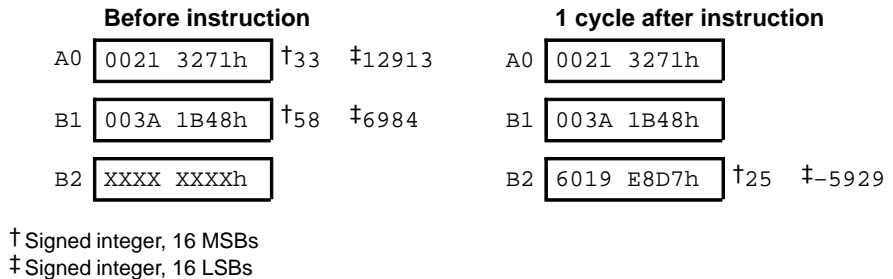 Before instruction 1 cycle after instruction
A0 0021 3271h †33 ‡12913 A0 0021 3271h
B1 003A 1B48h †58 ‡6984 B1 003A 1B48h
B2 XXXX XXXXh B2 6019 E8D7h †25 ‡–5929
† Signed integer, 16 MSBs
‡ Signed integer, 16 LSBs